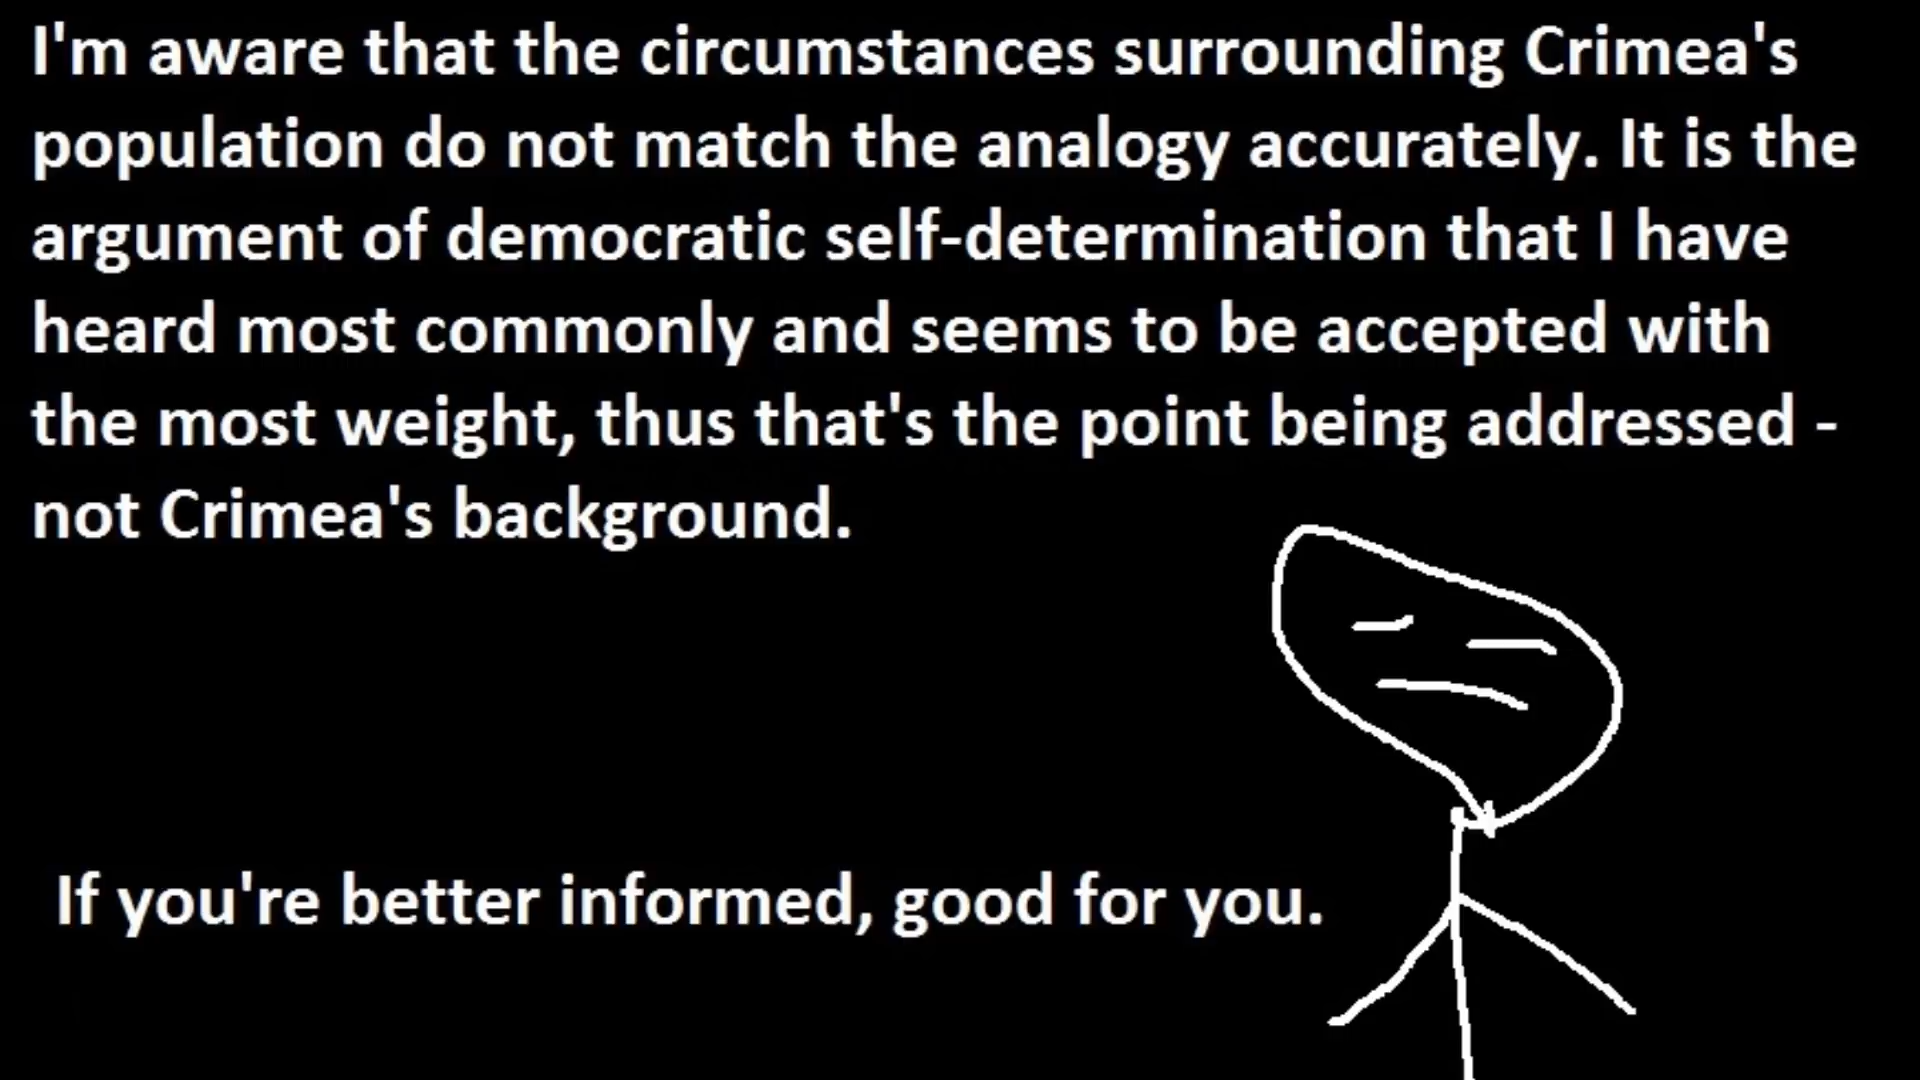 I'm aware that the circumstances surrounding Crimea's
population do not match the analogy accurately. It is the
argument of democratic self-determination that I have
heard most commonly and seems to be accepted with
the most weight, thus that's the point being addressed -
not Crimea's background.
If you're better informed, good for you.